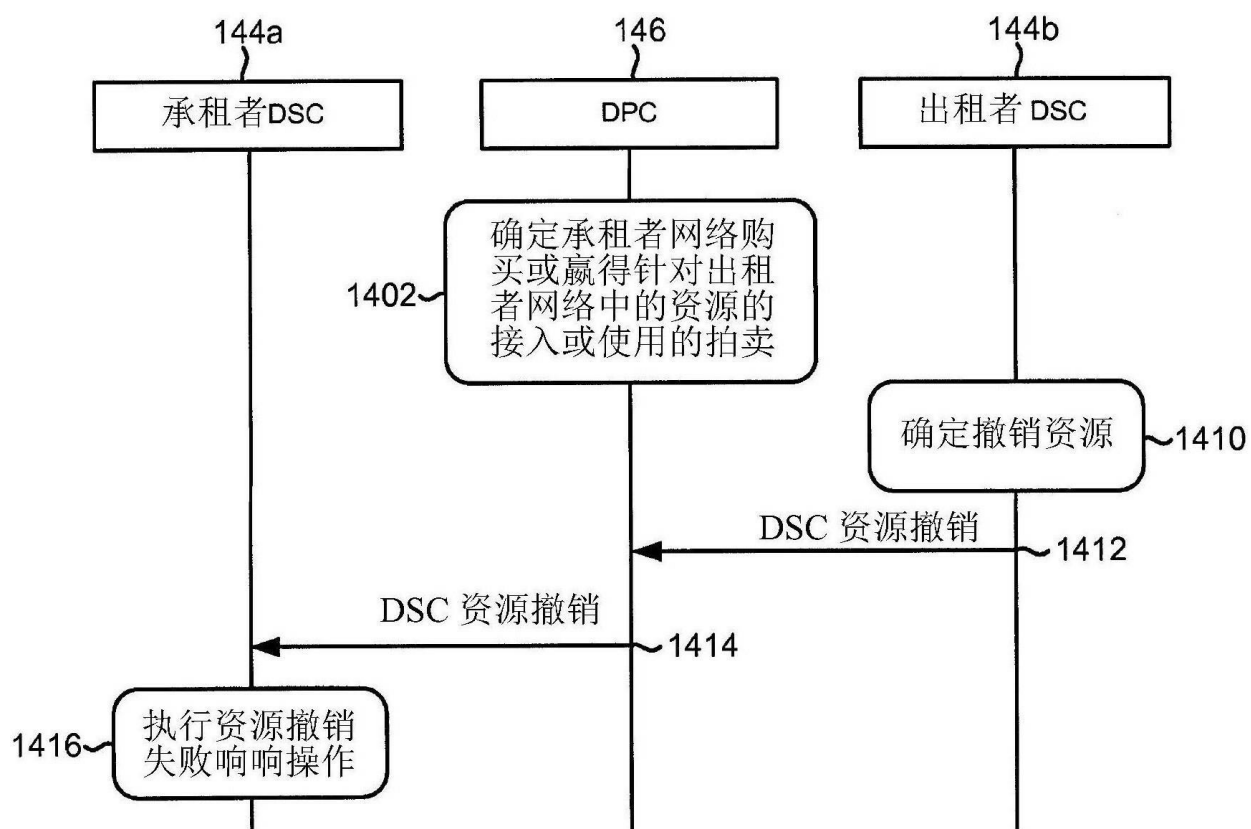 144a
146
144b
承租者DSC
DPC
出租者 DSC
确定承租者网络购
买或嬴得针对出租
者网络中的资源的
接入或使用的拍卖
1402
确定撤销资源
1410
DSC 资源撤销
1412
DSC 资源撤销
1414
执行资源撤销
失败响响操作
1416